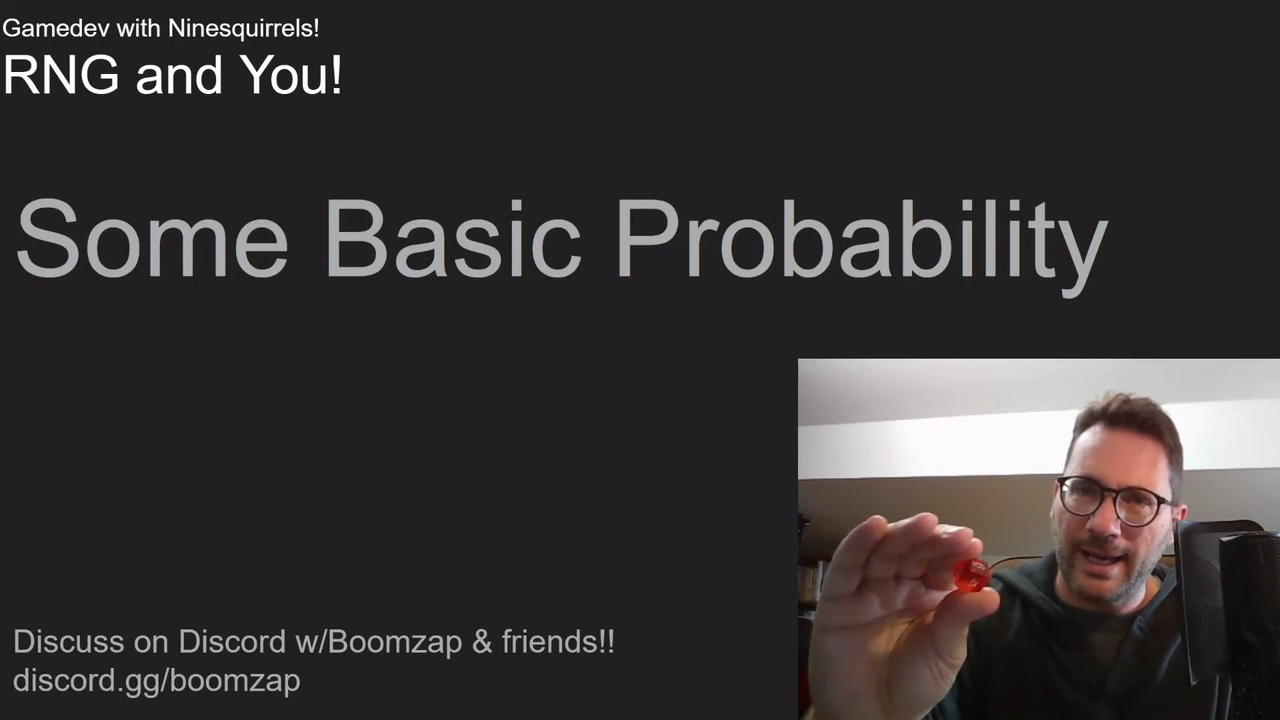 Gamedev with Ninesquirrels!
RNG and You!
Some Basic Probability
Discuss on Discord w/Boomzap & friends!!
discord.gg/boomzap